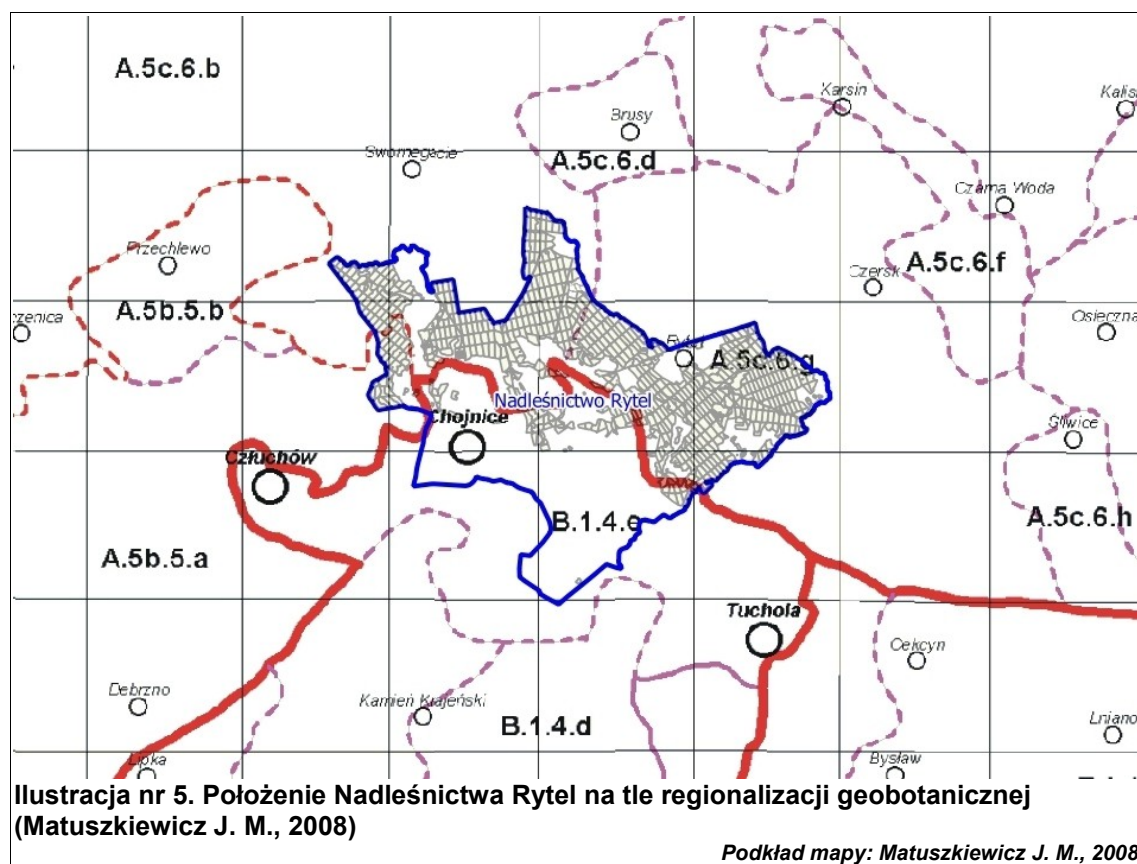 A.5c.6.b
Karsin
Kalis
Brusy
Swornegacie
A.5c.6.d
Czarna Woda
Przechlewo
Czersk
A.5c.6.f
A.5b.5.b
czenica
Osieczna
Rytel
A.5c.6.g
Nadleśnictwo Rytel
Chojnice
Śliwice
Człuchów
A.5c.6.h
B.1.4.e
A.5b.5.a
Tuchola
Cekcyn
Debrzno
Kamień Krajeński
B.1.4.d
Lniano
Lipka
Bysław
Ilustracja nr 5. Położenie Nadleśnictwa Rytel na tle regionalizacji geobotanicznej
(Matuszkiewicz J. M., 2008)
Podkład mapy: Matuszkiewicz J. M., 2008